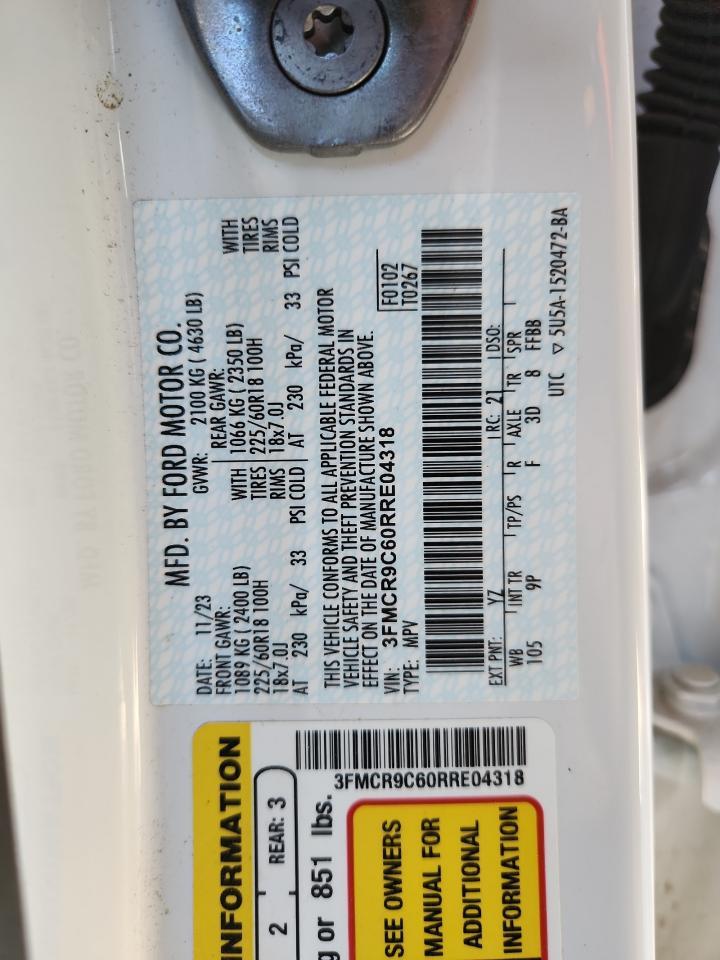 MFD. BY FORD MOTOR CO.
DATE: 11/23 GVWR: 2100 KG ( 4630 LB)
FRONT GAWR: REAR GAWR:
1089 KG ( 2400 LB) WITH 1066 KG ( 2350 LB) WITH
225/60R18 100H TIRES 225/60R18 100H TIRES
18x7.0J RIMS 18x7.0J RIMS
AT 230 kPa/ 33 PSI COLD AT 230 kPa/ 33 PSI COLD
THIS VEHICLE CONFORMS TO ALL APPLICABLE FEDERAL MOTOR
VEHICLE SAFETY AND THEFT PREVENTION STANDARDS IN
EFFECT ON THE DATE OF MANUFACTURE SHOWN ABOVE.
VIN: 3FMCR9C60RRE04318
TYPE: MPV
F0102
T0267
EXT PNT: YZ RC: 21 DSO:
WB INT TR TP/PS R AXLE TR SPR
105 9P F 3D 8 FFBB
UTC ▽ 5U5A-1520472-BA
INFORMATION
2 REAR: 3
g or 851 lbs.
3FMCR9C60RRE04318
SEE OWNERS
MANUAL FOR
ADDITIONAL
INFORMATION